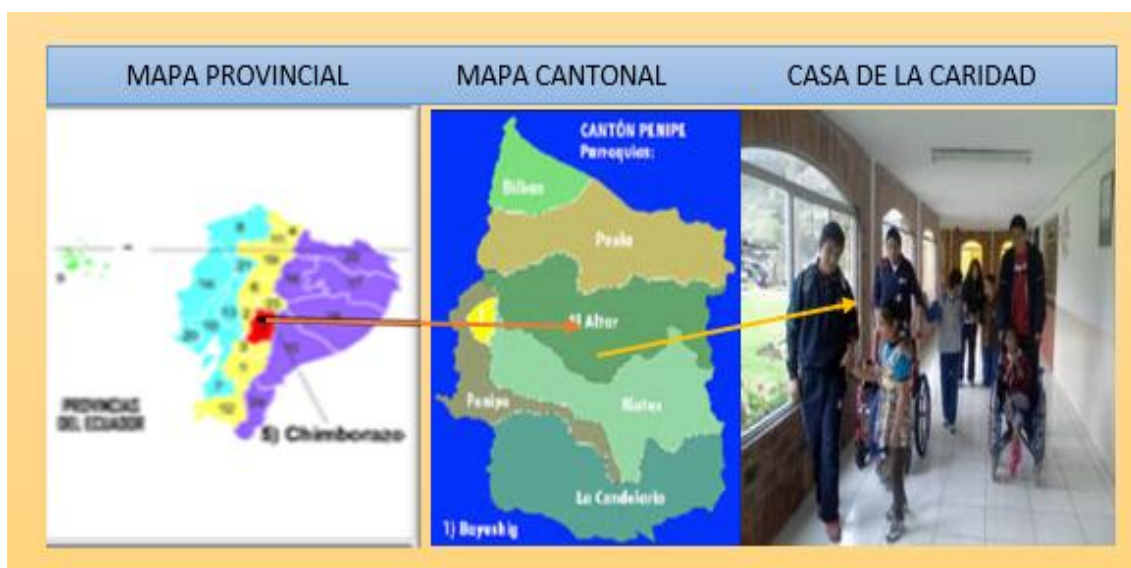 MAPA PROVINCIAL
MAPA CANTONAL
CASA DE LA CARIDAD
PROVINCIAS
DEL ECUADOR
5) Chimborazo
CANTÓN PENIPE
Parroquias:
Bilbao
Puela
El Altar
Penipe
Matus
La Candelaria
1) Bayushig